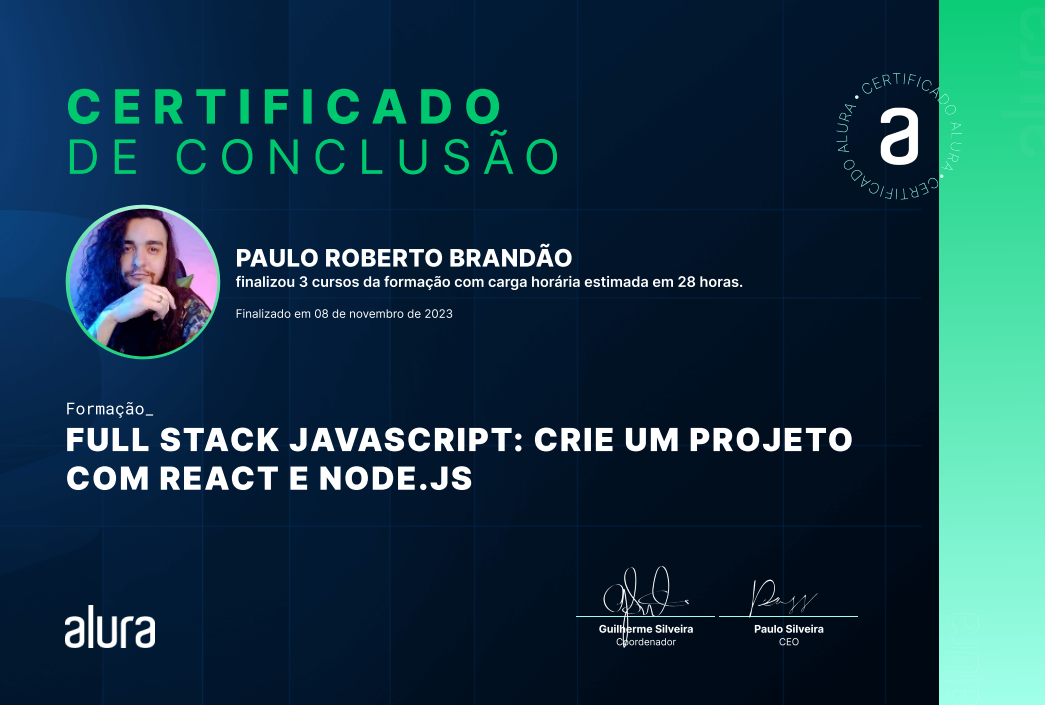 CERTIFICADO
DE CONCLUSÃO
CERTIFICADO ALURA • CERTIFICADO ALURA •
a
PAULO ROBERTO BRANDÃO
finalizou 3 cursos da formação com carga horária estimada em 28 horas.
Finalizado em 08 de novembro de 2023
Formação_
FULL STACK JAVASCRIPT: CRIE UM PROJETO
COM REACT E NODE.JS
alura
Guilherme Silveira
Coordenador
Paulo Silveira
CEO
alura